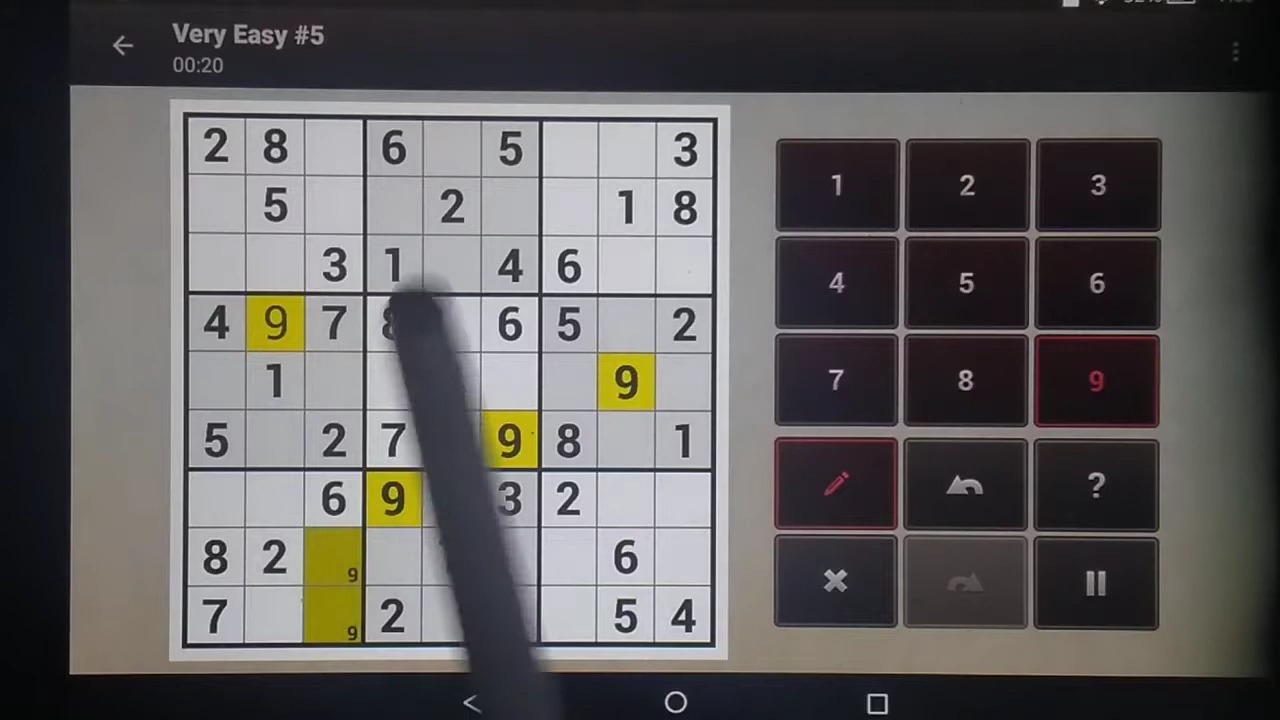 Very Easy #5
00:20
2 8 6 5 3
5 2 1 8
3 1 4 6
4 9 7 8 6 5 2
1 9
5 2 7 9 8 1
6 9 3 2
8 2 9 6
7 9 2 5 4
1 2 3
4 5 6
7 8 9
?